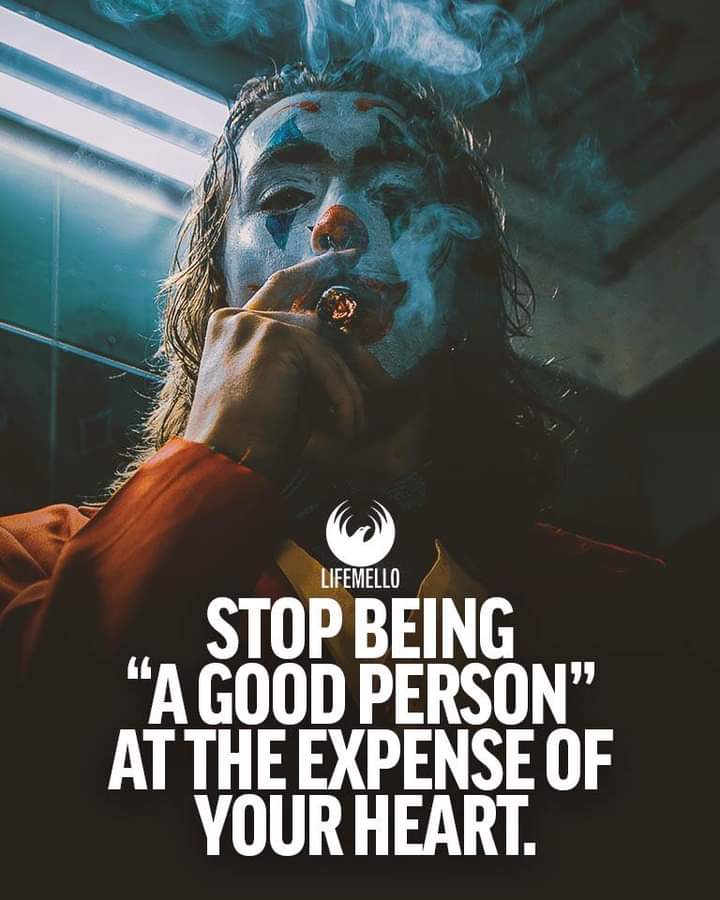 LIFEMELLO
STOP BEING
“A GOOD PERSON”
AT THE EXPENSE OF
YOUR HEART.